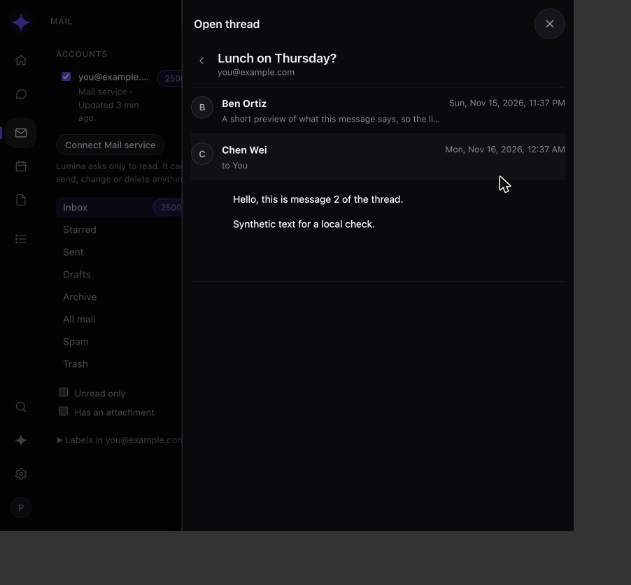 MAIL
ACCOUNTS
you@example....
2500
Mail service ·
Updated 3 min
ago.
Connect Mail service
Lumina asks only to read. It
send, change or delete
Inbox
2500
Starred
Sent
Drafts
Archive
All mail
Spam
Trash
Unread only
Has an attachment
Labels in you@example.com
P
Open thread
Lunch on Thursday?
you@example.com
B
Ben Ortiz
Sun, Nov 15, 2026, 11:37 PM
A short preview of what this message says, so the li...
C
Chen Wei
Mon, Nov 16, 2026, 12:37 AM
to You
Hello, this is message 2 of the thread.
Synthetic text for a local check.